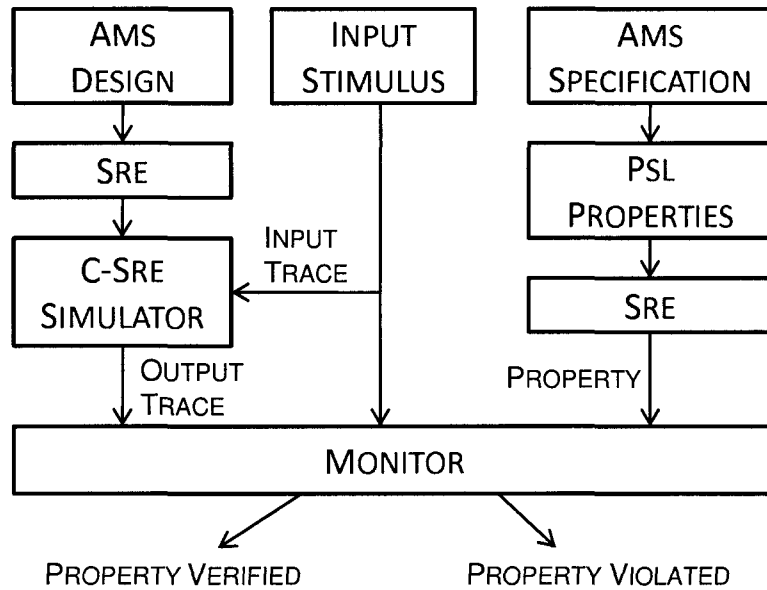 AMS
DESIGN
INPUT
STIMULUS
AMS
SPECIFICATION
SRE
PSL
PROPERTIES
C-SRE
SIMULATOR
INPUT
TRACE
SRE
OUTPUT
TRACE
PROPERTY
MONITOR
PROPERTY VERIFIED
PROPERTY VIOLATED